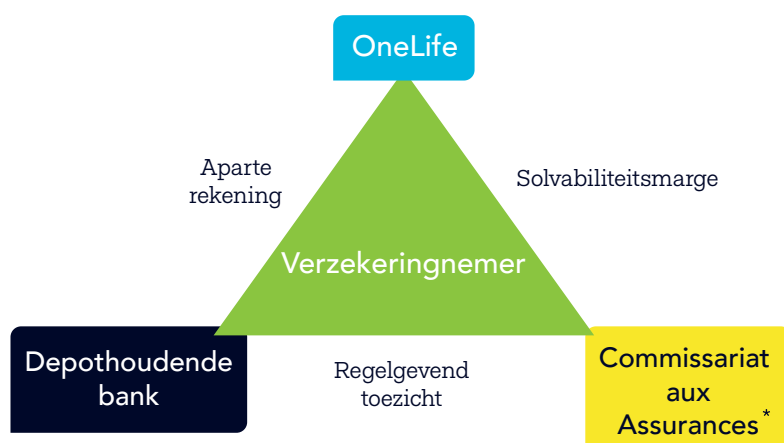 OneLife
Aparte
rekening
Solvabiliteitsmarge
Verzekeringnemer
Depothoudende
bank
Regelgevend
toezicht
Commissariat
aux
Assurances*